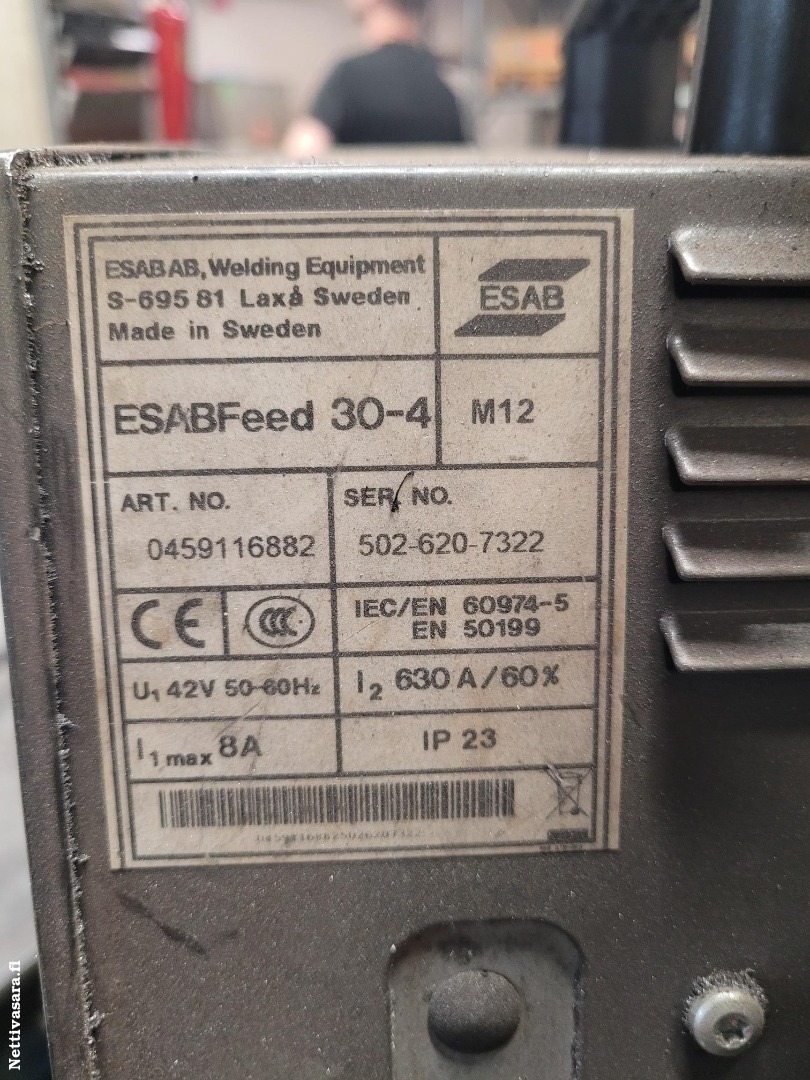 ESAB AB, Welding Equipment
S-695 81 Laxå Sweden
Made in Sweden
ESAB
ESABFeed 30-4
M12
ART. NO.
0459116882
SER. NO.
502-620-7322
CE
CCC
IEC/EN 60974-5
EN 50199
U1 42V 50-60Hz
I2 630 A/60%
I1 max 8A
IP 23
04591168825026207322
Nettivasara.fi